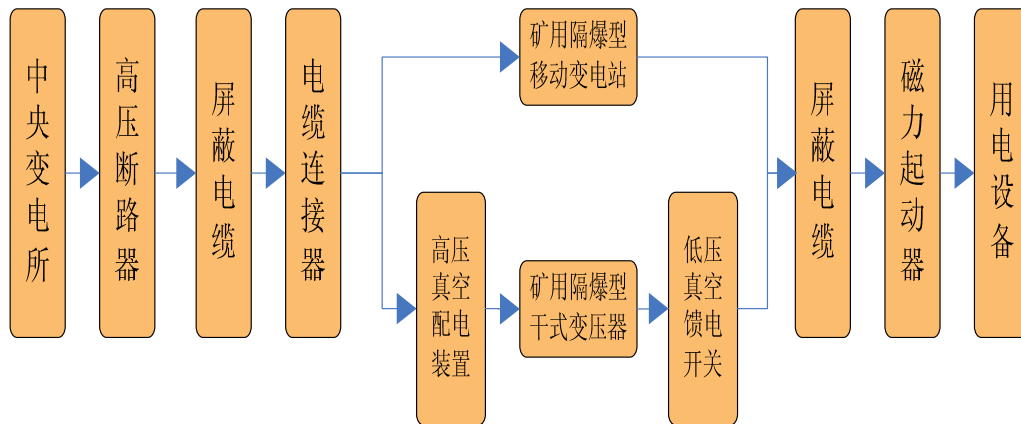 中央变电所
高压断路器
屏蔽电缆
电缆连接器
矿用隔爆型
移动变电站
高压
真空
配电
装置
矿用隔爆型
干式变压器
低压
真空
馈电
开关
屏蔽电缆
磁力起动器
用电设备